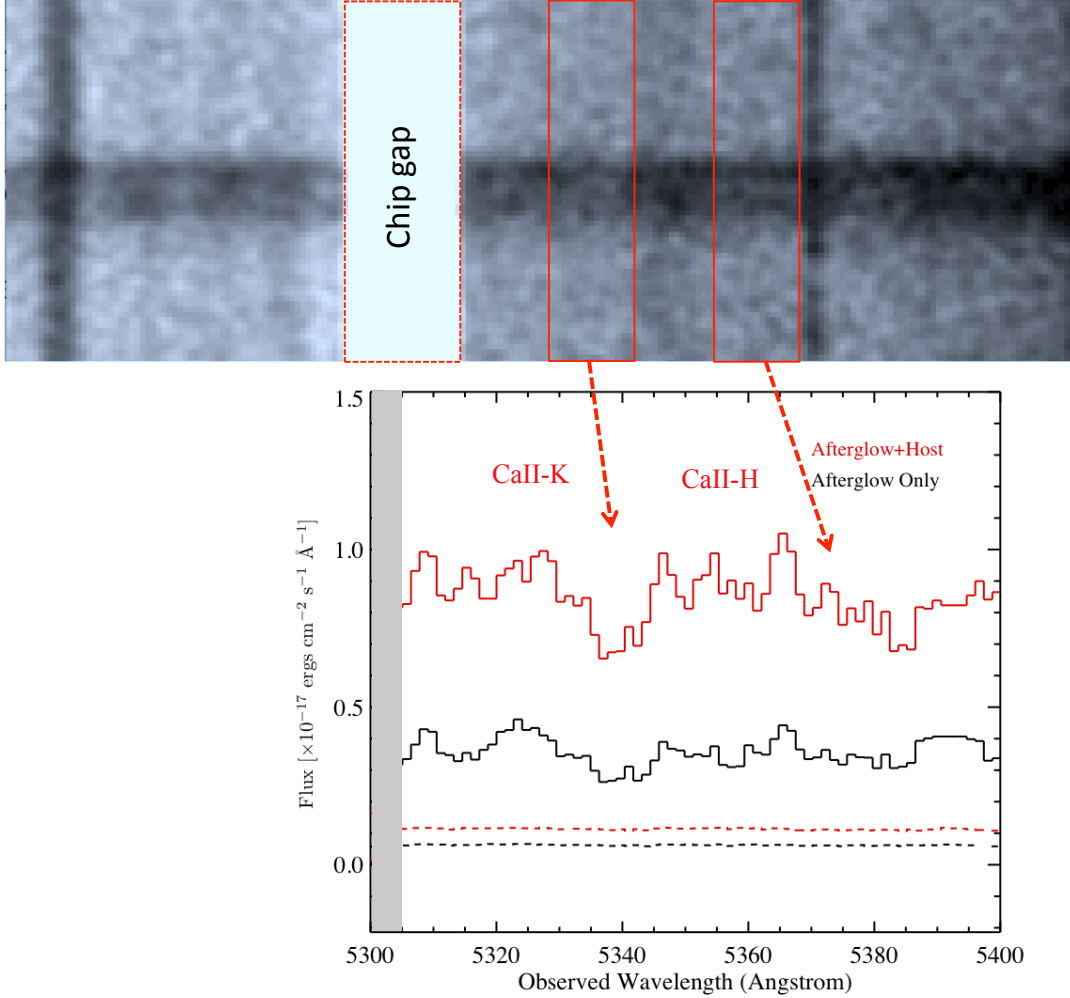 Chip gap
CaII-K
CaII-H
Afterglow+Host
Afterglow Only
1.5
1.0
0.5
0.0
Flux [×10⁻¹⁷ ergs cm⁻² s⁻¹ Å⁻¹]
5300 5320 5340 5360 5380 5400
Observed Wavelength (Angstrom)